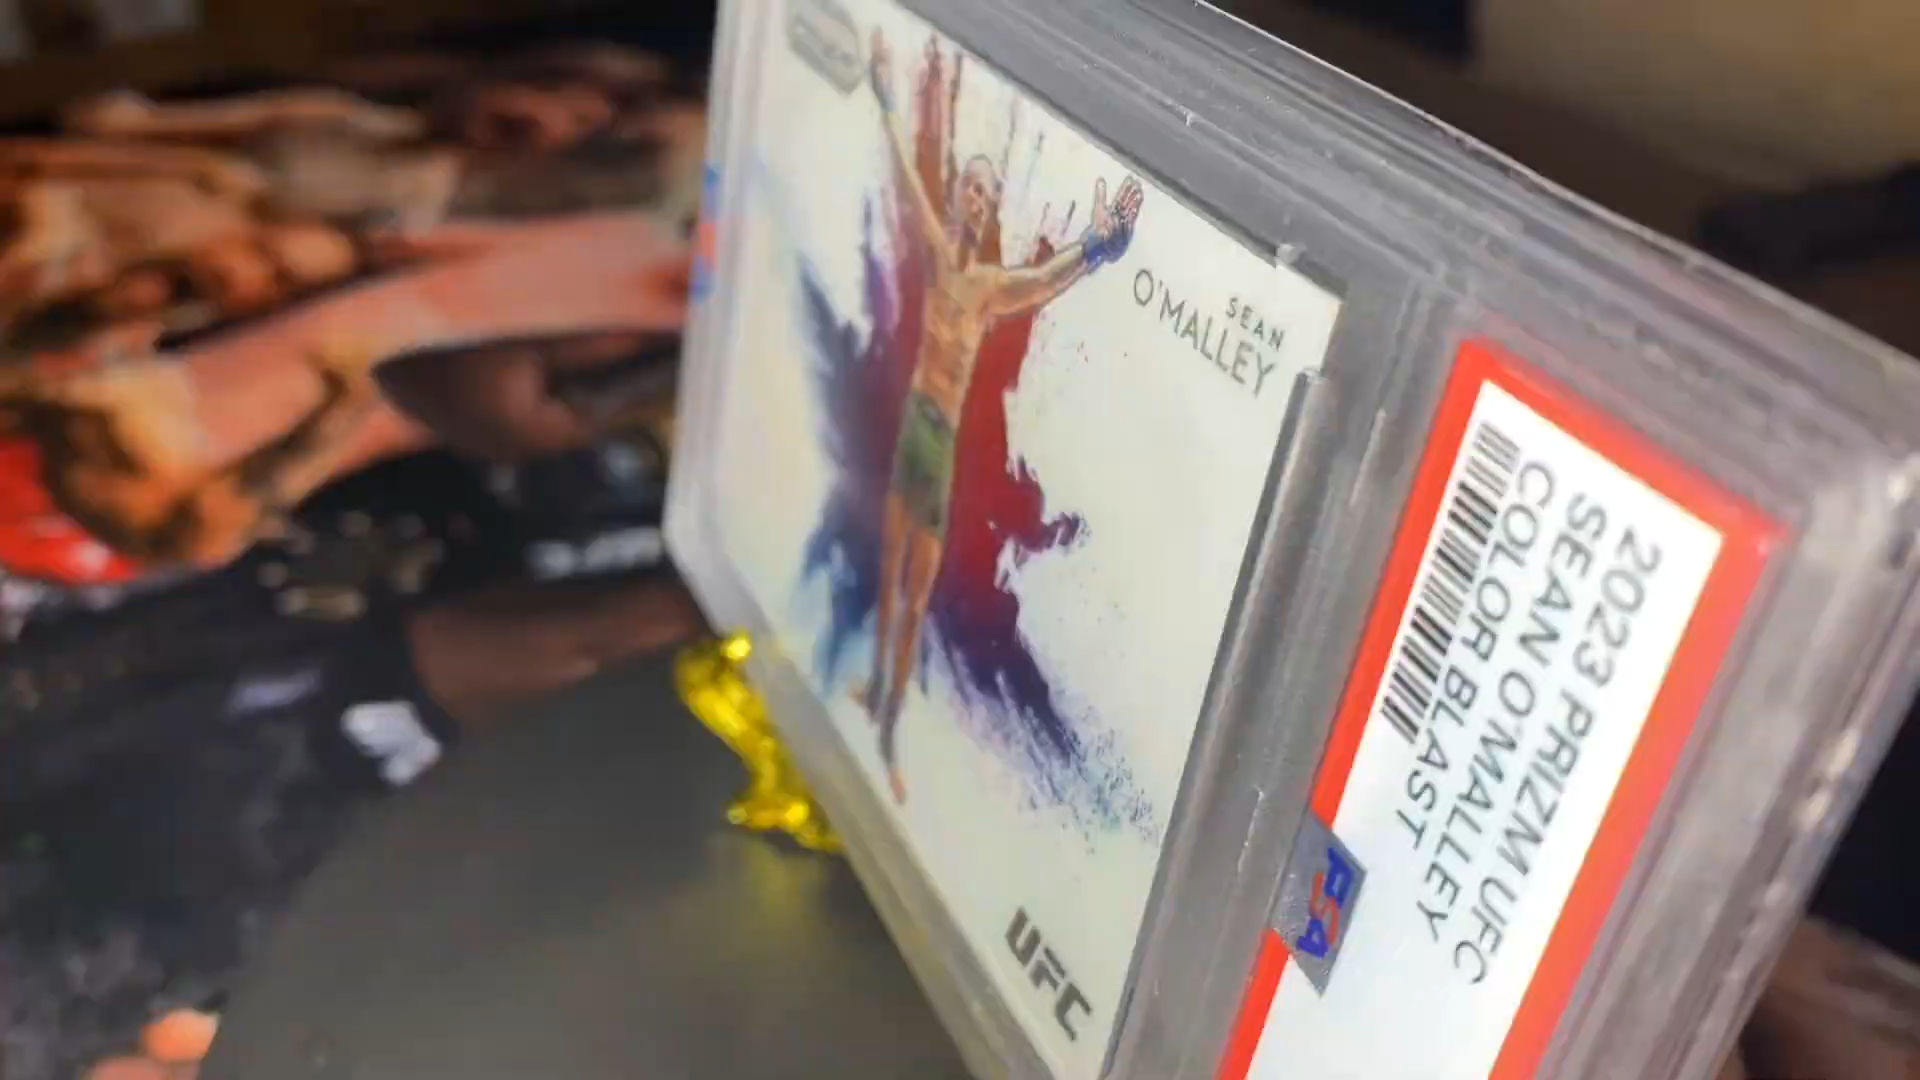 SEAN
O'MALLEY
UFC
2023 PRIZM UFC
SEAN O'MALLEY
COLOR BLAST
PSA